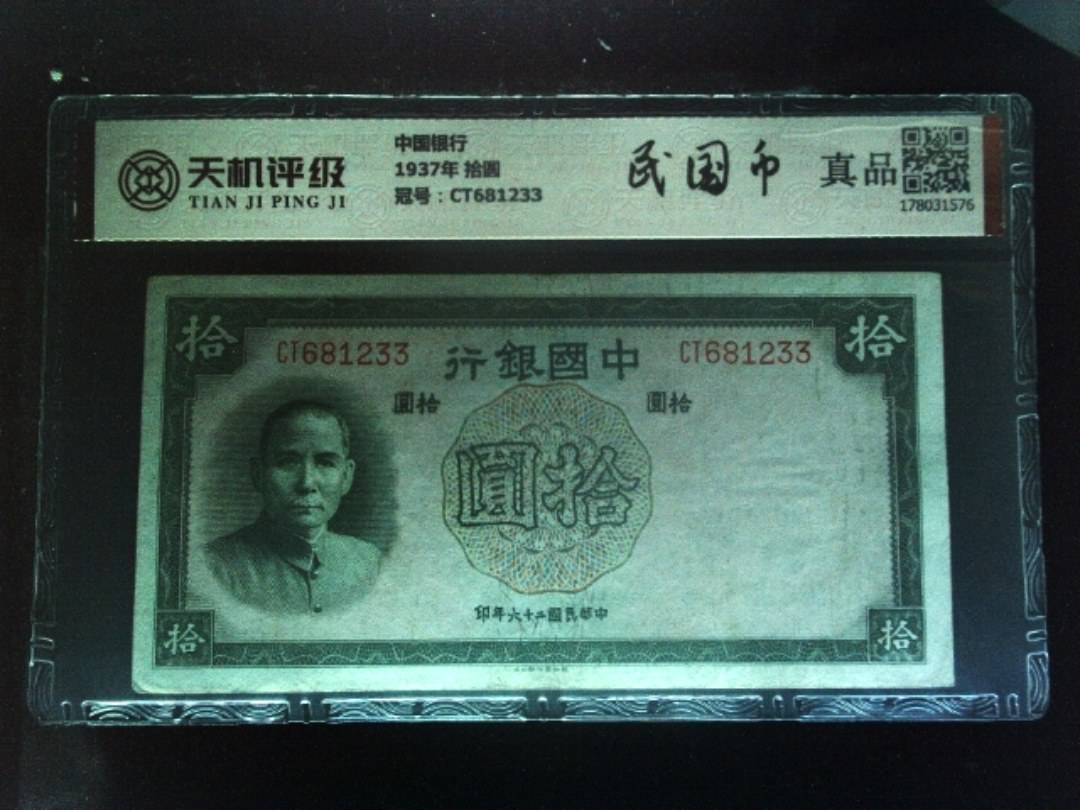 天机评级
TIAN JI PING JI
中国银行
1937年 拾圆
冠号：CT681233
民国币
真品
178031576
拾
拾
CT681233
行銀國中
CT681233
圓拾
圓拾
圓拾
印年六十二國民華中
拾
拾